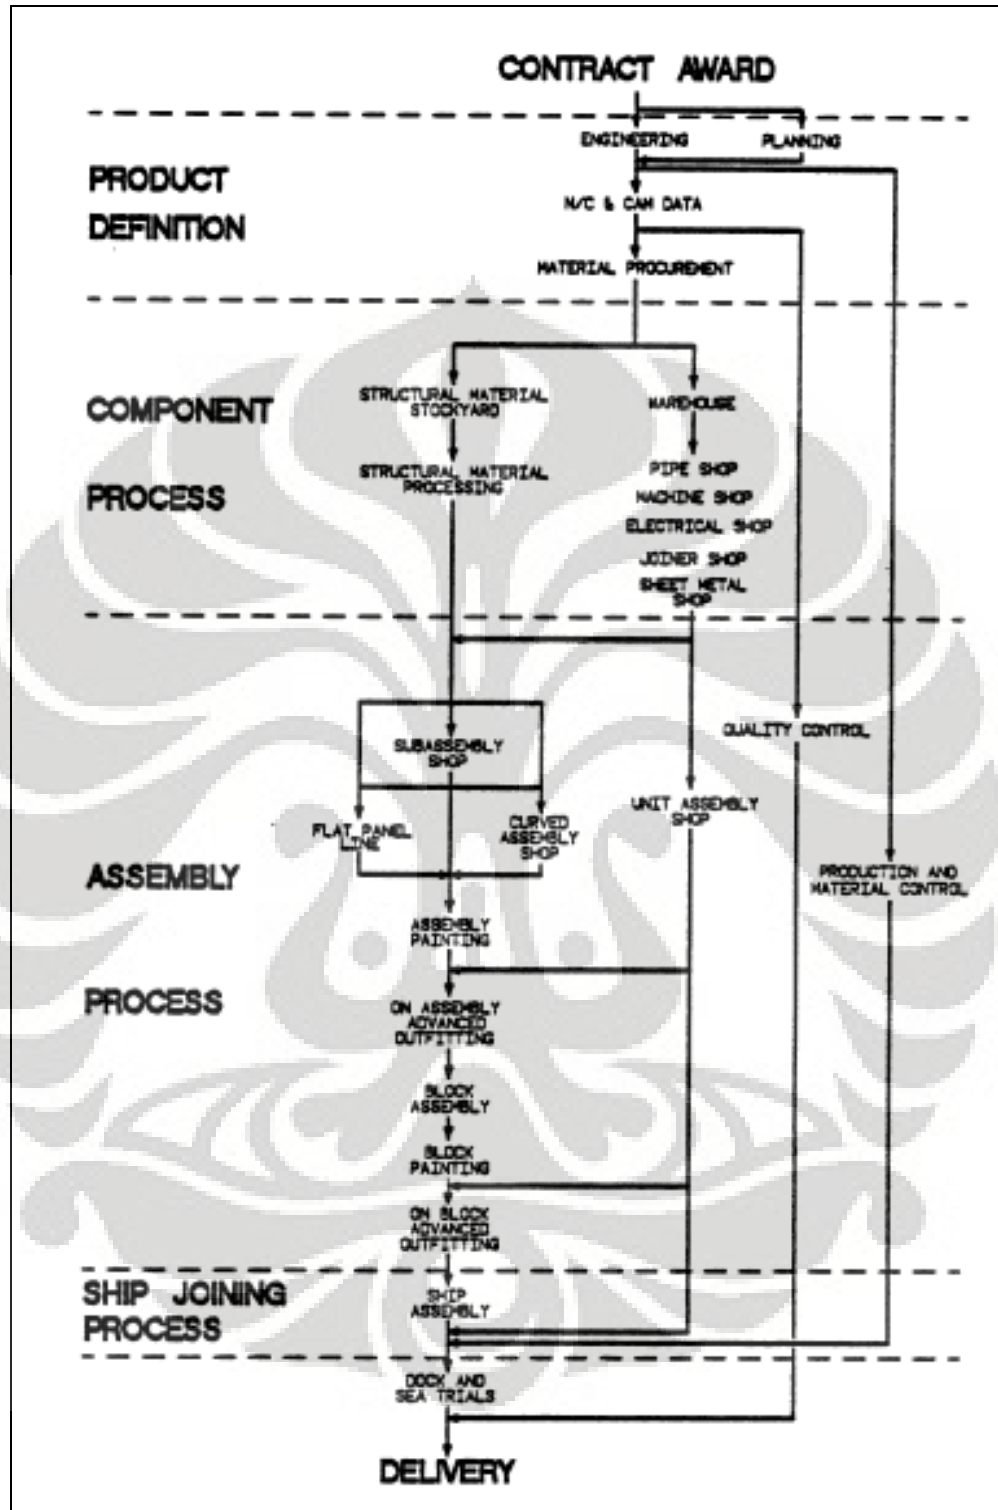 CONTRACT AWARD
ENGINEERING
PLANNING
PRODUCT
DEFINITION
N/C & CAM DATA
MATERIAL PROCUREMENT
COMPONENT
PROCESS
STRUCTURAL MATERIAL
STOCKYARD
WAREHOUSE
STRUCTURAL MATERIAL
PROCESSING
PIPE SHOP
MACHINE SHOP
ELECTRICAL SHOP
JOINER SHOP
SHEET METAL
SHOP
SUBASSEMBLY
SHOP
QUALITY CONTROL
FLAT PANEL
LINE
CURVED
ASSEMBLY
SHOP
UNIT ASSEMBLY
SHOP
ASSEMBLY
PROCESS
PRODUCTION AND
MATERIAL CONTROL
ASSEMBLY
PAINTING
ON ASSEMBLY
ADVANCED
OUTFITTING
BLOCK
ASSEMBLY
BLOCK
PAINTING
ON BLOCK
ADVANCED
OUTFITTING
SHIP JOINING
PROCESS
SHIP
ASSEMBLY
DOCK AND
SEA TRIALS
DELIVERY